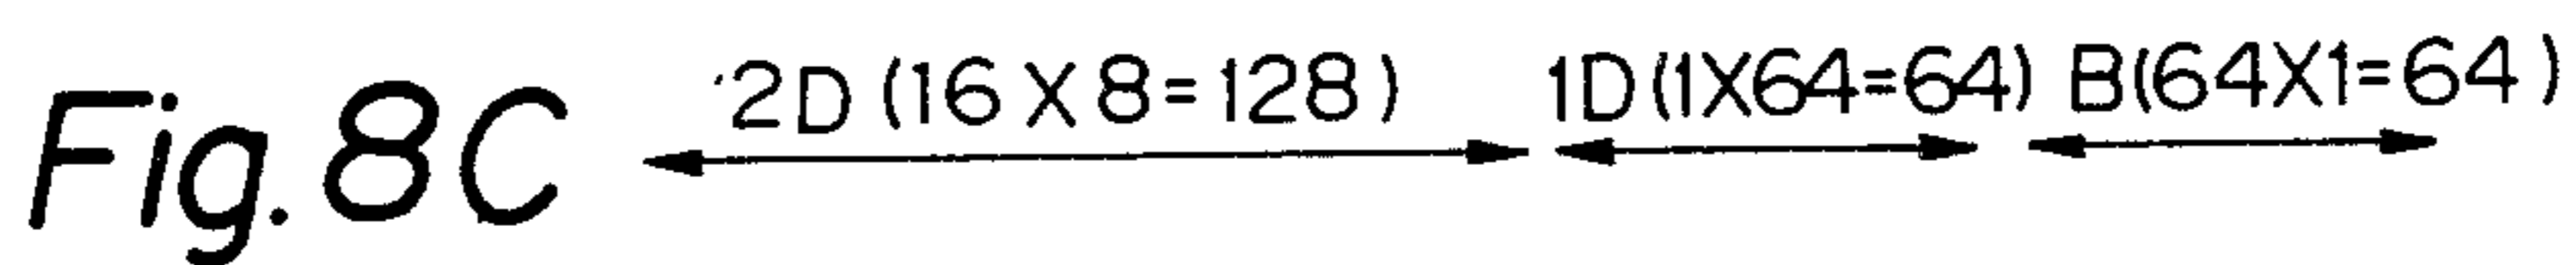 Fig. 8C 2D (16 X 8 = 128) 1D (1X64=64) B(64X1=64)